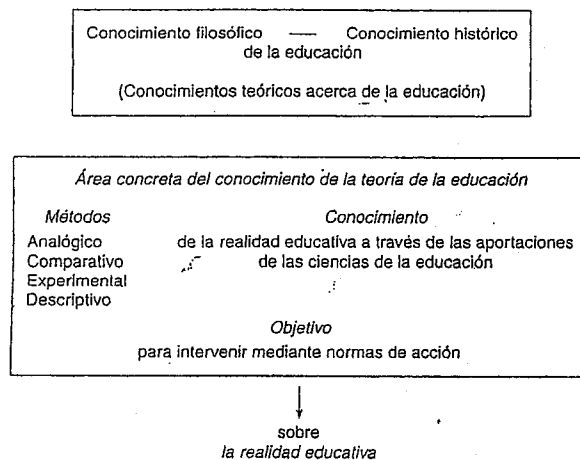 Conocimiento filosófico — Conocimiento histórico
de la educación
(Conocimientos teóricos acerca de la educación)
Área concreta del conocimiento de la teoría de la educación
Métodos Conocimiento
Analógico de la realidad educativa a través de las aportaciones
Comparativo de las ciencias de la educación
Experimental
Descriptivo
Objetivo
para intervenir mediante normas de acción
sobre
la realidad educativa